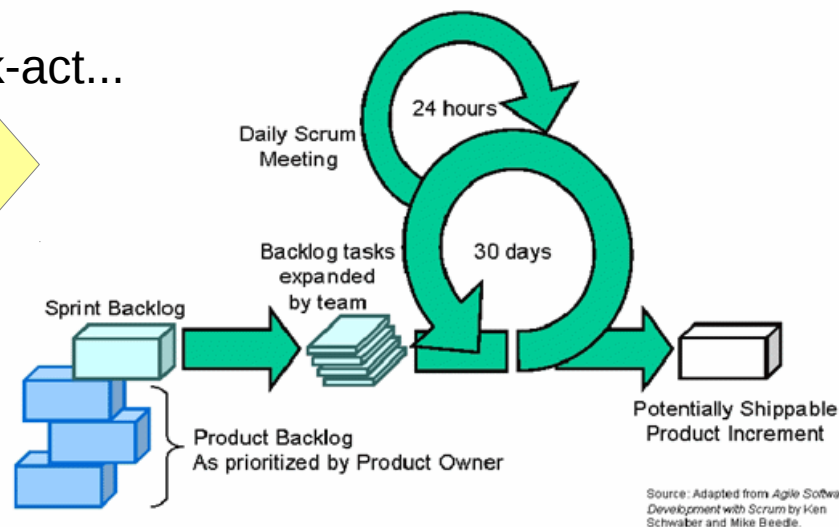 -act...
24 hours
Daily Scrum
Meeting
30 days
Backlog tasks
expanded
by team
Sprint Backlog
Product Backlog
As prioritized by Product Owner
Potentially Shippable
Product Increment
Source: Adapted from Agile
Development with Scrum by Ken
Schwaber and Mike Beedle.